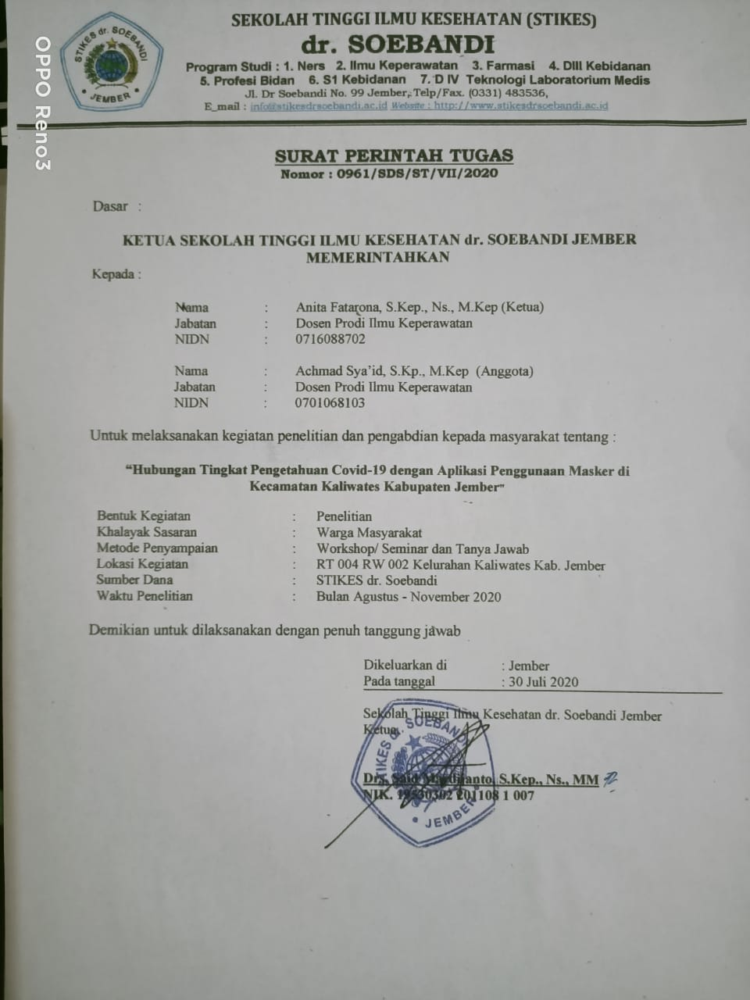 SEKOLAH TINGGI ILMU KESEHATAN (STIKES)
dr. SOEBANDI
Program Studi : 1. Ners 2. Ilmu Keperawatan 3. Farmasi 4. DIII Kebidanan
5. Profesi Bidan 6. S1 Kebidanan 7. D IV Teknologi Laboratorium Medis
Jl. Dr Soebandi No. 99 Jember, Telp/Fax. (0331) 483536,
E_mail : info@stikesdrsoebandi.ac.id Website : http://www.stikesdrsoebandi.ac.id
STIKES dr. SOEBANDI
• JEMBER •
OPPO Reno3
SURAT PERINTAH TUGAS
Nomor : 0961/SDS/ST/VII/2020
Dasar :
KETUA SEKOLAH TINGGI ILMU KESEHATAN dr. SOEBANDI JEMBER
MEMERINTAHKAN
Kepada :
Nama : Anita Fatarona, S.Kep., Ns., M.Kep (Ketua)
Jabatan : Dosen Prodi Ilmu Keperawatan
NIDN : 0716088702
Nama : Achmad Sya'id, S.Kp., M.Kep (Anggota)
Jabatan : Dosen Prodi Ilmu Keperawatan
NIDN : 0701068103
Untuk melaksanakan kegiatan penelitian dan pengabdian kepada masyarakat tentang :
“Hubungan Tingkat Pengetahuan Covid-19 dengan Aplikasi Penggunaan Masker di
Kecamatan Kaliwates Kabupaten Jember”
Bentuk Kegiatan : Penelitian
Khalayak Sasaran : Warga Masyarakat
Metode Penyampaian : Workshop/ Seminar dan Tanya Jawab
Lokasi Kegiatan : RT 004 RW 002 Kelurahan Kaliwates Kab. Jember
Sumber Dana : STIKES dr. Soebandi
Waktu Penelitian : Bulan Agustus - November 2020
Demikian untuk dilaksanakan dengan penuh tanggung jawab
Dikeluarkan di : Jember
Pada tanggal : 30 Juli 2020
Sekolah Tinggi Ilmu Kesehatan dr. Soebandi Jember
Ketua,
STIKES dr. SOEBANDI
• JEMBER •
Drs. Said Mardijanto, S.Kep., Ns., MM
NIK. 19530302 201108 1 007